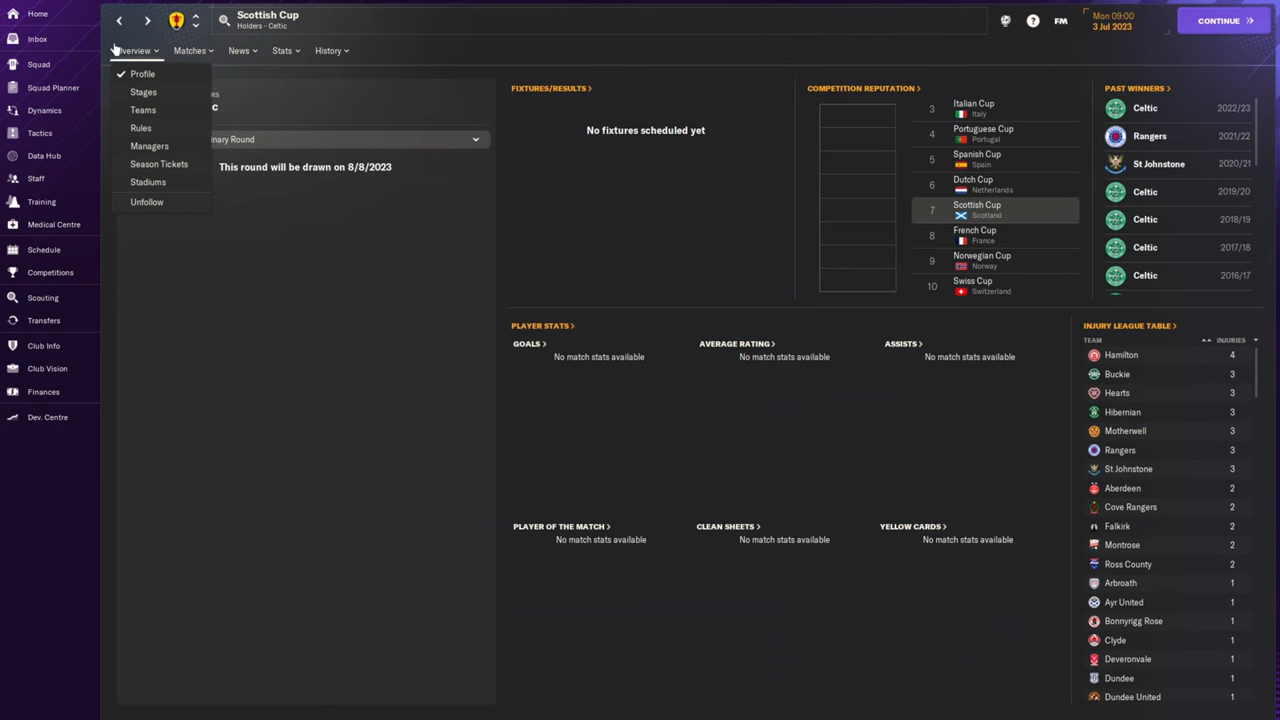 Home
Inbox
Squad
Squad Planner
Dynamics
Tactics
Data Hub
Staff
Training
Medical Centre
Schedule
Competitions
Scouting
Transfers
Club Info
Club Vision
Finances
Dev. Centre
Scottish Cup
Holders - Celtic
FM
Mon 09:00
3 Jul 2023
CONTINUE
Overview
Matches
News
Stats
History
Profile
Stages
Teams
Rules
Managers
Season Tickets
Stadiums
Unfollow
This round will be drawn on 8/8/2023
FIXTURES/RESULTS
No fixtures scheduled yet
COMPETITION REPUTATION
3 Italian Cup
Italy
4 Portuguese Cup
Portugal
5 Spanish Cup
Spain
6 Dutch Cup
Netherlands
7 Scottish Cup
Scotland
8 French Cup
France
9 Norwegian Cup
Norway
10 Swiss Cup
Switzerland
PAST WINNERS
Celtic 2022/23
Rangers 2021/22
St Johnstone 2020/21
Celtic 2019/20
Celtic 2018/19
Celtic 2017/18
Celtic 2016/17
PLAYER STATS
GOALS
No match stats available
AVERAGE RATING
No match stats available
ASSISTS
No match stats available
PLAYER OF THE MATCH
No match stats available
CLEAN SHEETS
No match stats available
YELLOW CARDS
No match stats available
INJURY LEAGUE TABLE
TEAM INJURIES
Hamilton 4
Buckie 3
Hearts 3
Hibernian 3
Motherwell 3
Rangers 3
St Johnstone 3
Aberdeen 2
Cove Rangers 2
Falkirk 2
Montrose 2
Ross County 2
Arbroath 1
Ayr United 1
Bonnyrigg Rose 1
Clyde 1
Deveronvale 1
Dundee 1
Dundee United 1